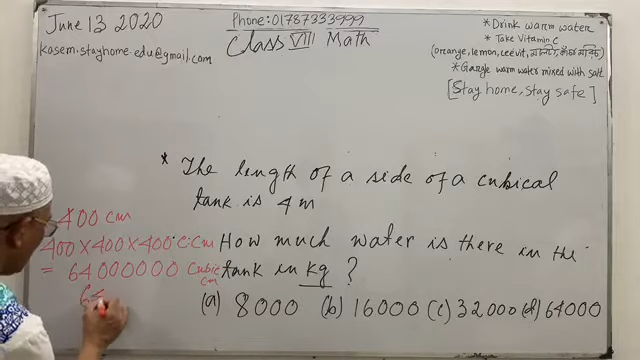 June 13 2020
Phone: 01787333999
kasem.stayhome.edu@gmail.com
Class VIII Math
* Drink warm water
* Take Vitamin C
(orange, lemon, ceevit,
* Gargle warm water mixed with salt
[Stay home, Stay safe]
* The length of a side of a cubical
tank is 4 m
How much water is there in the
tank in kg ?
(a) 8000 (b) 16000 (c) 32000 (d) 64000
400 cm
400 x 400 x 400 C.Cm
= 64000000 Cubic
cm
64